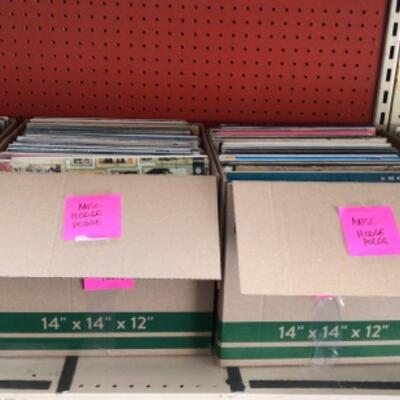 MISC
HODGE
PODGE
MISC
HODGE
PODGE
14" x 14" x 12"
14" x 14" x 12"